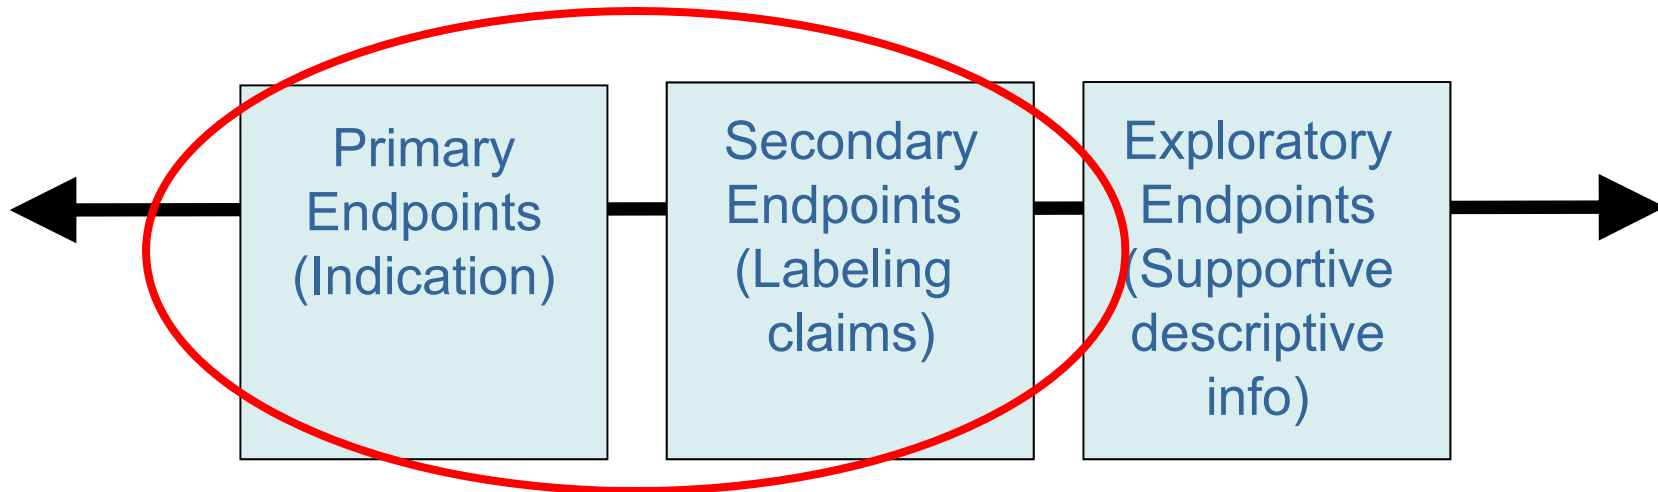 Primary
Endpoints
(Indication)
Secondary
Endpoints
(Labeling
claims)
Exploratory
Endpoints
(Supportive
descriptive
info)